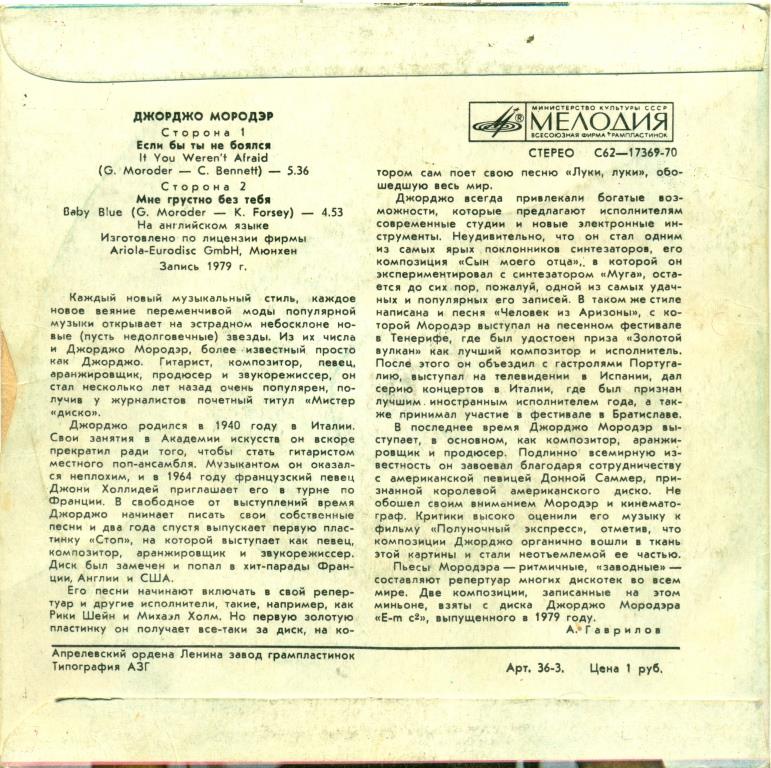 ДЖОРДЖО МОРОДЭР
Сторона 1
Если бы ты не боялся
It You Weren't Afraid
(G. Moroder — C. Bennett) — 5.36
Сторона 2
Мне грустно без тебя
Baby Blue (G. Moroder — K. Forsey) — 4.53
На английском языке
Изготовлено по лицензии фирмы
Ariola-Eurodisc GmbH, Мюнхен
Запись 1979 г.
Каждый новый музыкальный стиль, каждое
новое веяние переменчивой моды популярной
музыки открывает на эстрадном небосклоне но-
вые (пусть недолговечные) звезды. Из их числа
и Джорджо Мородэр, более известный просто
как Джорджо. Гитарист, композитор, певец,
аранжировщик, продюсер и звукорежиссер, он
стал несколько лет назад очень популярен, по-
лучив у журналистов почетный титул «Мистер
«диско».
Джорджо родился в 1940 году в Италии.
Свои занятия в Академии искусств он вскоре
прекратил ради того, чтобы стать гитаристом
местного поп-ансамбля. Музыкантом он оказал-
ся неплохим, и в 1964 году французский певец
Джони Холлидей приглашает его в турне по
Франции. В свободное от выступлений время
Джорджо начинает писать свои собственные
песни и два года спустя выпускает первую плас-
тинку «Стоп», на которой выступает как певец,
композитор, аранжировщик и звукорежиссер.
Диск был замечен и попал в хит-парады Фран-
ции, Англии и США.
Его песни начинают включать в свой репер-
туар и другие исполнители, такие, например, как
Рики Шейн и Михаэл Холм. Но первую золотую
пластинку он получает все-таки за диск, на ко-
МИНИСТЕРСТВО КУЛЬТУРЫ СССР
МЕЛОДИЯ
ВСЕСОЮЗНАЯ ФИРМА ГРАМПЛАСТИНОК
СТЕРЕО С62—17369-70
тором сам поет свою песню «Луки, луки», обо-
шедшую весь мир.
Джорджо всегда привлекали богатые воз-
можности, которые предлагают исполнителям
современные студии и новые электронные ин-
струменты. Неудивительно, что он стал одним
из самых ярых поклонников синтезаторов, его
композиция «Сын моего отца», в которой он
экспериментировал с синтезатором «Муга», оста-
ется до сих пор, пожалуй, одной из самых удач-
ных и популярных его записей. В таком же стиле
написана и песня «Человек из Аризоны», с ко-
торой Мородэр выступал на песенном фестивале
в Тенерифе, где был удостоен приза «Золотой
вулкан» как лучший композитор и исполнитель.
После этого он объездил с гастролями Португа-
лию, выступал на телевидении в Испании, дал
серию концертов в Италии, где был признан
лучшим иностранным исполнителем года, а так-
же принимал участие в фестивале в Братиславе.
В последнее время Джорджо Мородэр вы-
ступает, в основном, как композитор, аранжи-
ровщик и продюсер. Подлинно всемирную из-
вестность он завоевал благодаря сотрудничеству
с американской певицей Донной Саммер, при-
знанной королевой американского диско. Не
обошел своим вниманием Мородэр и кинемато-
граф. Критики высоко оценили его музыку к
фильму «Полуночный экспресс», отметив, что
композиции Джорджо органично вошли в ткань
этой картины и стали неотъемлемой ее частью.
Пьесы Мородэра — ритмичные, «заводные» —
составляют репертуар многих дискотек во всем
мире. Две композиции, записанные на этом
миньоне, взяты с диска Джорджо Мородэра
«E-m c²», выпущенного в 1979 году.
А. Гаврилов
Апрелевский ордена Ленина завод грампластинок
Типография АЗГ
Арт. 36-3. Цена 1 руб.